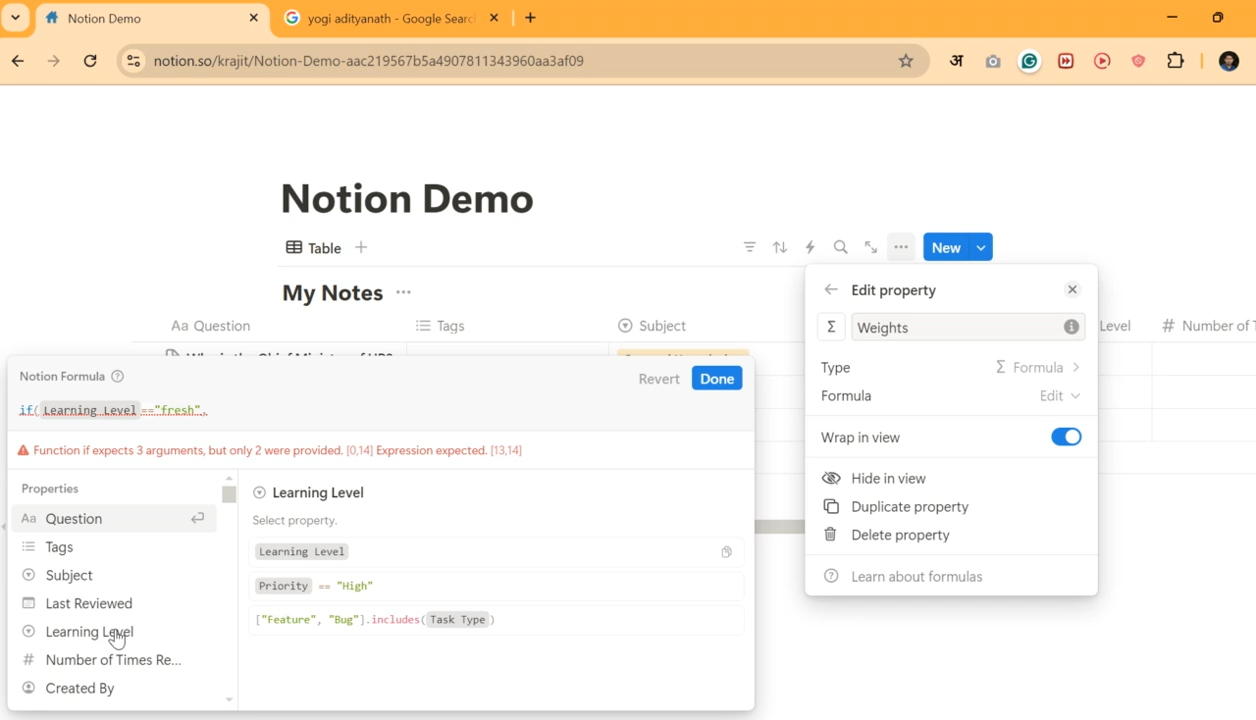 Notion Demo
yogi adityanath - Google Searc
notion.so/krajit/Notion-Demo-aac219567b5a4907811343960aa3af09
अ
Notion Demo
Table
New
My Notes
Edit property
Aa Question
Tags
Subject
Level
# Number of T
Σ
Weights
Type
Σ Formula
Formula
Edit
Wrap in view
Hide in view
Duplicate property
Delete property
Learn about formulas
Notion Formula
Revert
Done
if( Learning Level =="fresh",
Function if expects 3 arguments, but only 2 were provided. [0,14] Expression expected. [13,14]
Properties
Aa Question
Tags
Subject
Last Reviewed
Learning Level
# Number of Times Re...
Created By
Learning Level
Select property.
Learning Level
Priority == "High"
["Feature", "Bug"].includes( Task Type )